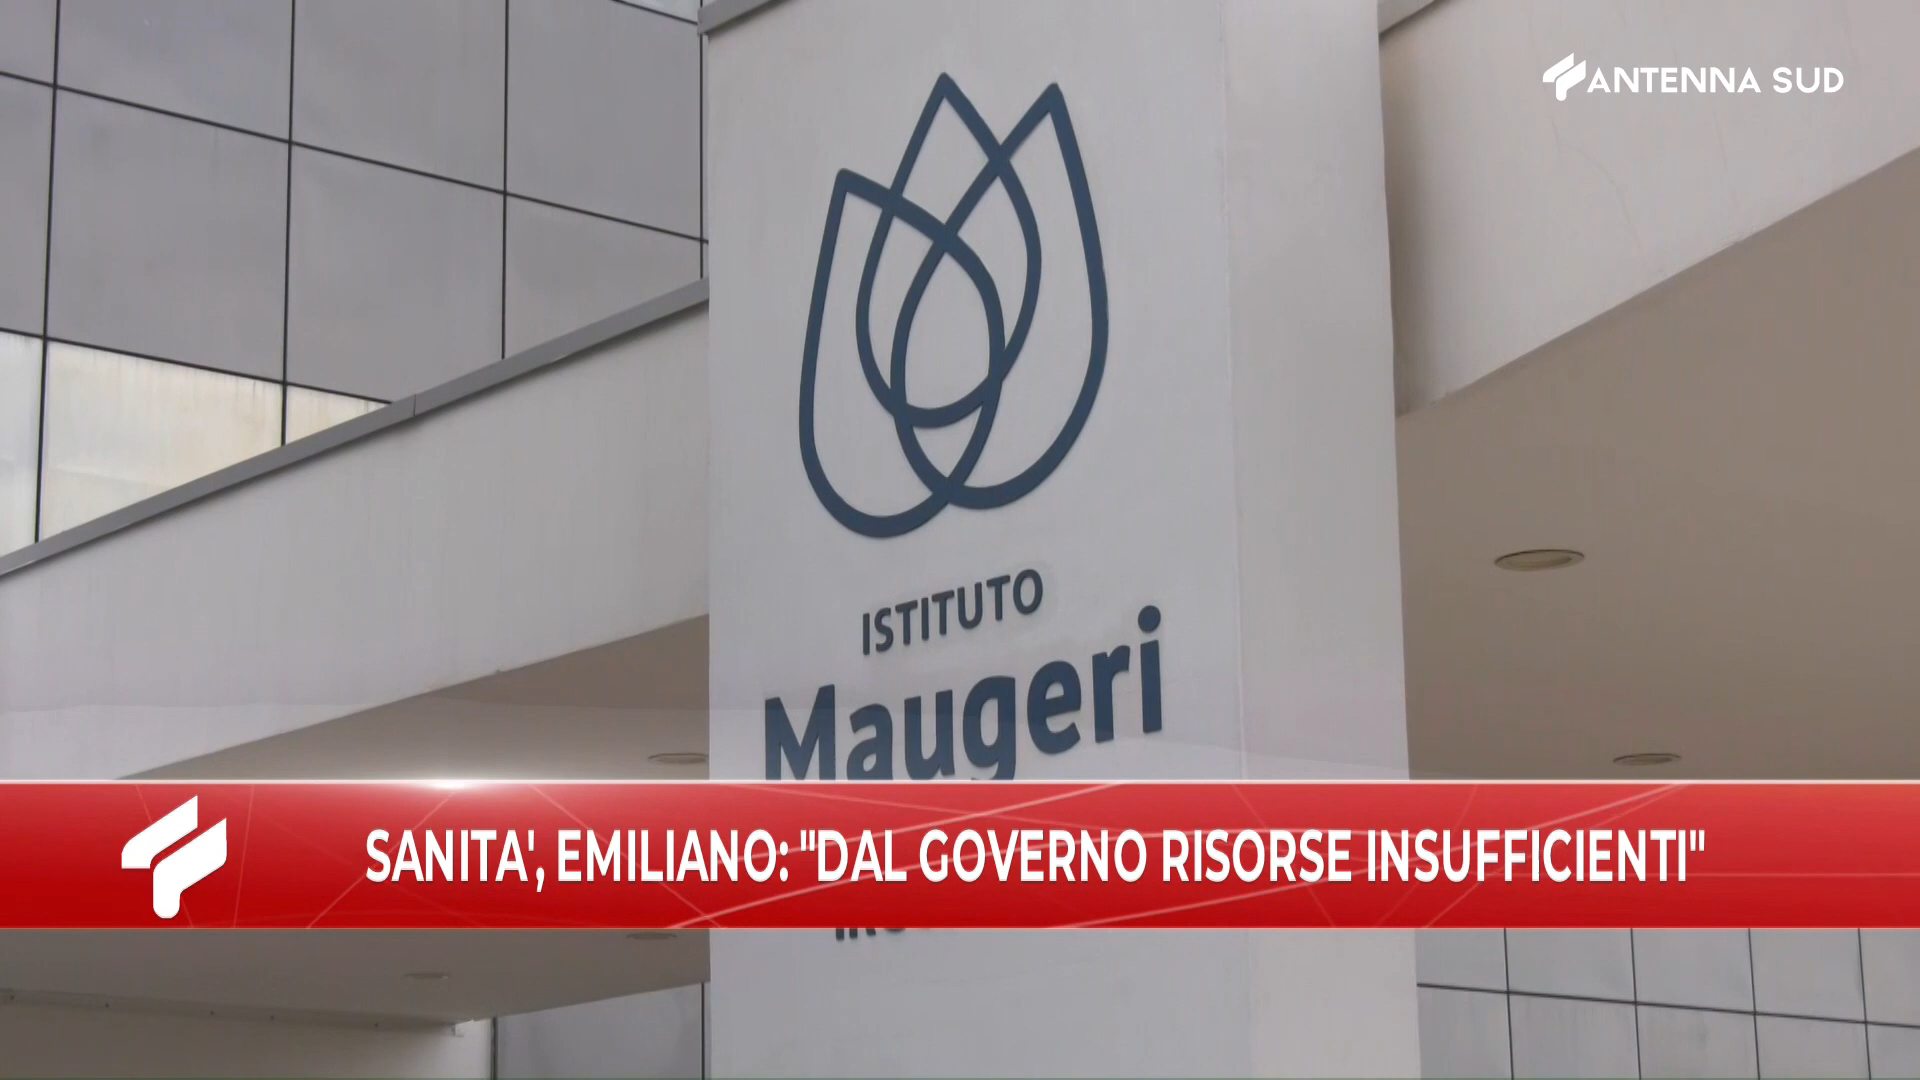 ANTENNA SUD
ISTITUTO
Maugeri
SANITA', EMILIANO: "DAL GOVERNO RISORSE INSUFFICIENTI"